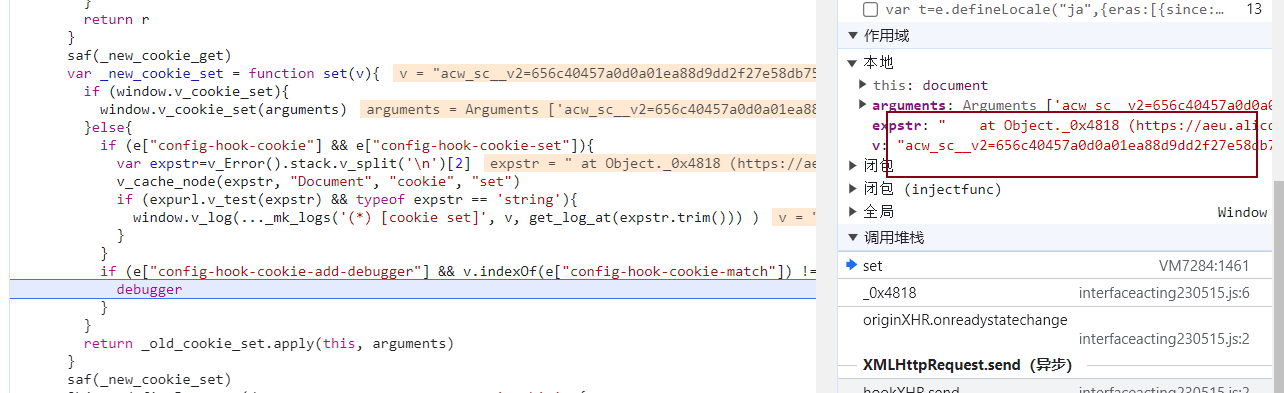 }
return r
}
saf(_new_cookie_get)
var _new_cookie_set = function set(v){ v = "acw_sc__v2=656c40457a0d0a01ea88d9dd2f27e58db75
if (window.v_cookie_set){
window.v_cookie_set(arguments) arguments = Arguments ['acw_sc__v2=656c40457a0d0a01ea8
}else{
if (e["config-hook-cookie"] && e["config-hook-cookie-set"]){
var expstr=v_Error().stack.v_split('\n')[2] expstr = " at Object._0x4818 (https://aeu
v_cache_node(expstr, "Document", "cookie", "set")
if (expurl.v_test(expstr) && typeof expstr == 'string'){
window.v_log(..._mk_logs('(*) [cookie set]', v, get_log_at(expstr.trim())) ) v = "
}
}
if (e["config-hook-cookie-add-debugger"] && v.indexOf(e["config-hook-cookie-match"]) !=
debugger
}
}
return _old_cookie_set.apply(this, arguments)
}
saf(_new_cookie_set)
var t=e.defineLocale("ja",{eras:[{since:… 13
作用域
本地
this: document
arguments: Arguments ['acw_sc__v2=656c40457a0d0a0
expstr: " at Object._0x4818 (https://aeu.alico
v: "acw_sc__v2=656c40457a0d0a01ea88d9dd2f27e58db7
闭包
闭包 (injectfunc)
全局 Window
调用堆栈
set VM7284:1461
_0x4818 interfaceacting230515.js:6
originXHR.onreadystatechange
interfaceacting230515.js:2
XMLHttpRequest.send (异步)
hookXHR.send interfaceacting230515.js:2